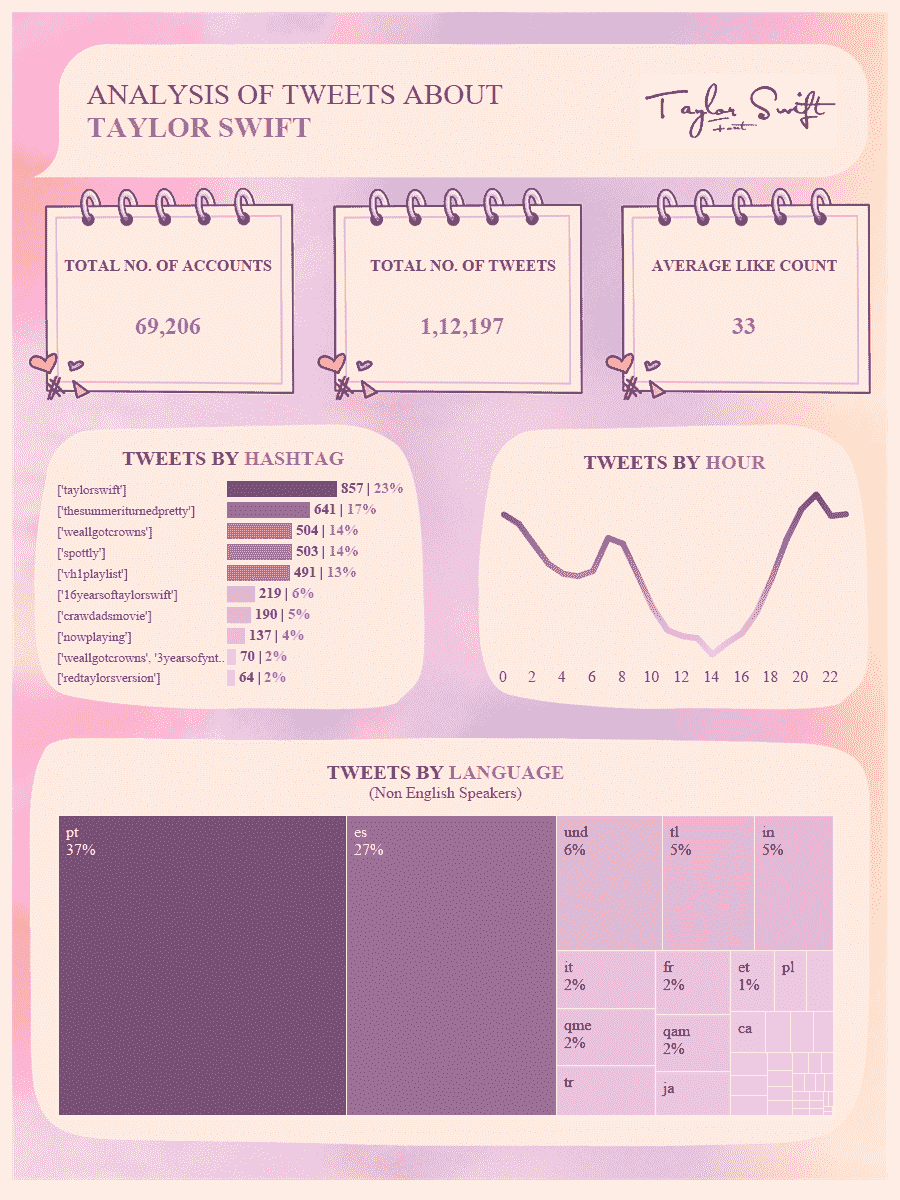 ANALYSIS OF TWEETS ABOUT
TAYLOR SWIFT
Taylor Swift
TOTAL NO. OF ACCOUNTS
69,206
TOTAL NO. OF TWEETS
1,12,197
AVERAGE LIKE COUNT
33
TWEETS BY HASHTAG
['taylorswift'] 857 | 23%
['thesummeriturnedpretty'] 641 | 17%
['weallgotcrowns'] 504 | 14%
['spottly'] 503 | 14%
['vh1playlist'] 491 | 13%
['16yearsoftaylorswift'] 219 | 6%
['crawdadsmovie'] 190 | 5%
['nowplaying'] 137 | 4%
['weallgotcrowns', '3yearsofynt.. 70 | 2%
['redtaylorsversion'] 64 | 2%
TWEETS BY HOUR
0 2 4 6 8 10 12 14 16 18 20 22
TWEETS BY LANGUAGE
(Non English Speakers)
pt
37%
es
27%
und
6%
tl
5%
in
5%
it
2%
fr
2%
et
1%
pl
qme
2%
qam
2%
ca
tr
ja